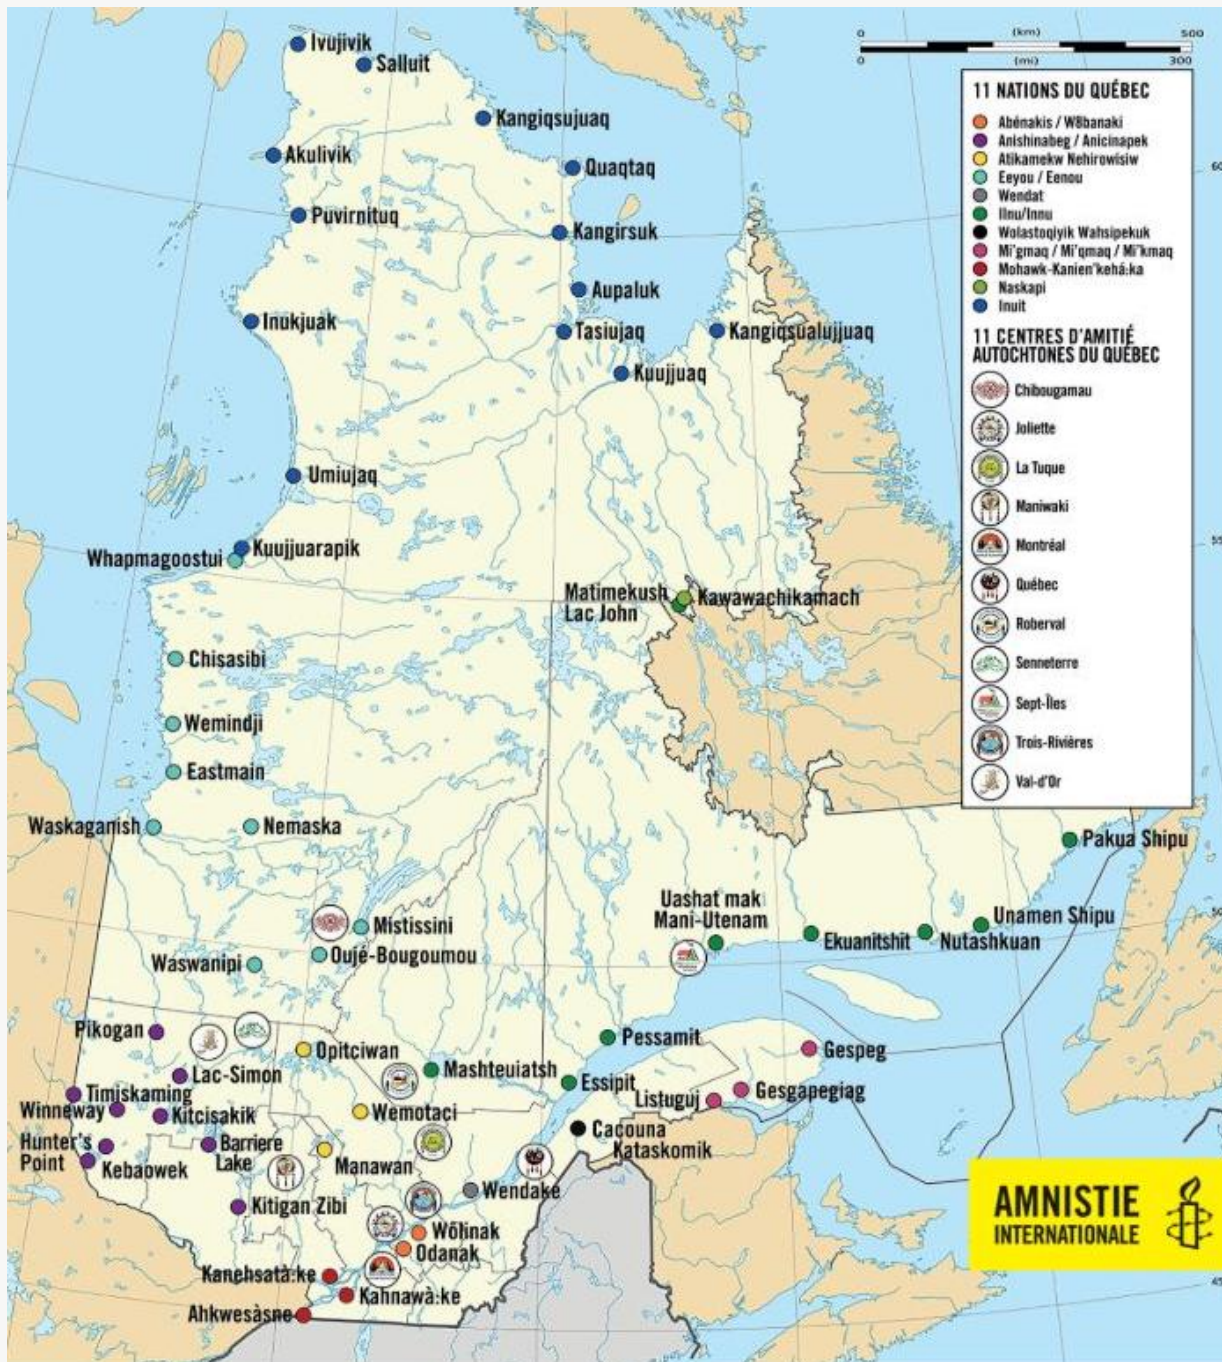 0 (km) 500
0 (mi) 300
11 NATIONS DU QUÉBEC
Abénakis / W8banaki
Anishinabeg / Anicinapek
Atikamekw Nehirowisiw
Eeyou / Eenou
Wendat
Ilnu/Innu
Wolastoqiyik Wahsipekuk
Mi'gmaq / Mi'qmaq / Mi'kmaq
Mohawk-Kanien'kehá:ka
Naskapi
Inuit
11 CENTRES D'AMITIÉ
AUTOCHTONES DU QUÉBEC
Chibougamau
Joliette
La Tuque
Maniwaki
Montréal
Québec
Roberval
Senneterre
Sept-Îles
Trois-Rivières
Val-d'Or
Ivujivik
Salluit
Kangiqsujuaq
Akulivik
Quaqtaq
Puvirnituq
Kangirsuk
Aupaluk
Inukjuak
Tasiujaq
Kangiqsualujjuaq
Kuujjuaq
Umiujaq
Kuujjuarapik
Whapmagoostui
Matimekush
Lac John
Kawawachikamach
Chisasibi
Wemindji
Eastmain
Waskaganish
Nemaska
Pakua Shipu
Uashat mak
Mani-Utenam
Unamen Shipu
Ekuanitshit
Nutashkuan
Mistissini
Oujé-Bougoumou
Waswanipi
Pikogan
Opitciwan
Pessamit
Gespeg
Lac-Simon
Mashteuiatsh
Essipit
Gesgapegiag
Listuguj
Timiskaming
Winneway
Kitcisakik
Wemotaci
Cacouna
Kataskomik
Hunter's
Point
Kebaowek
Barriere
Lake
Manawan
Wendake
Kitigan Zibi
Wôlinak
Odanak
Kanehsatà:ke
Kahnawà:ke
Ahkwesàsne
AMNISTIE
INTERNATIONALE